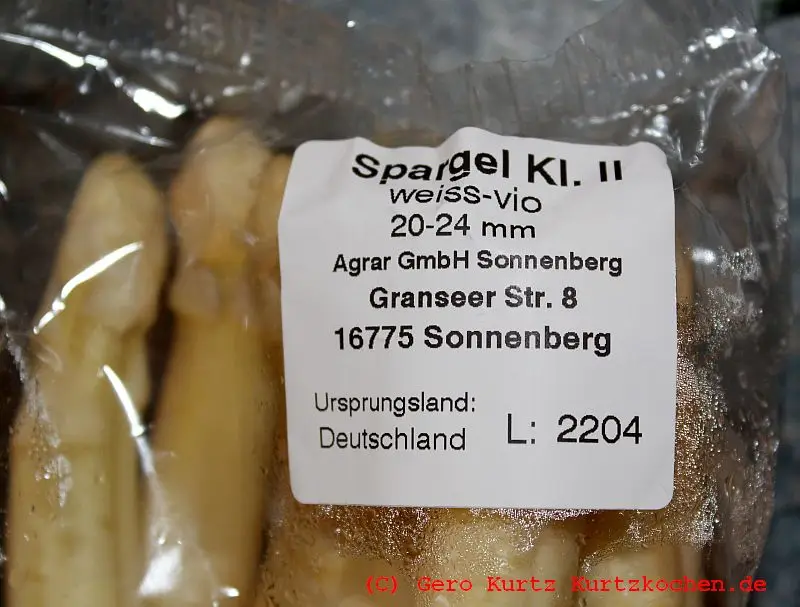 Spargel Kl. II
weiss-vio
20-24 mm
Agrar GmbH Sonnenberg
Granseer Str. 8
16775 Sonnenberg
Ursprungsland:
Deutschland L: 2204
(C) Gero Kurtz Kurtzkochen.de